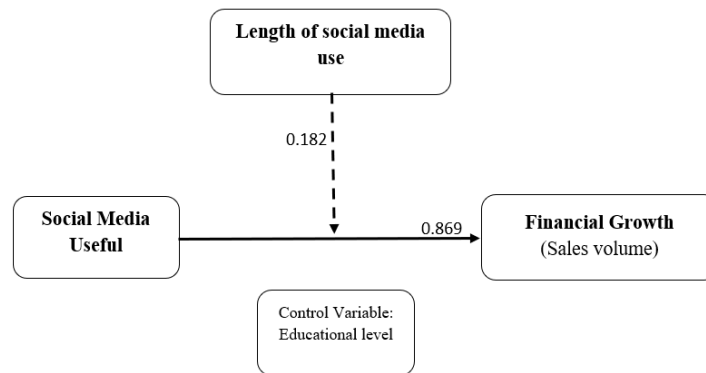 Length of social media
use
0.182
Social Media
Useful
0.869
Financial Growth
(Sales volume)
Control Variable:
Educational level